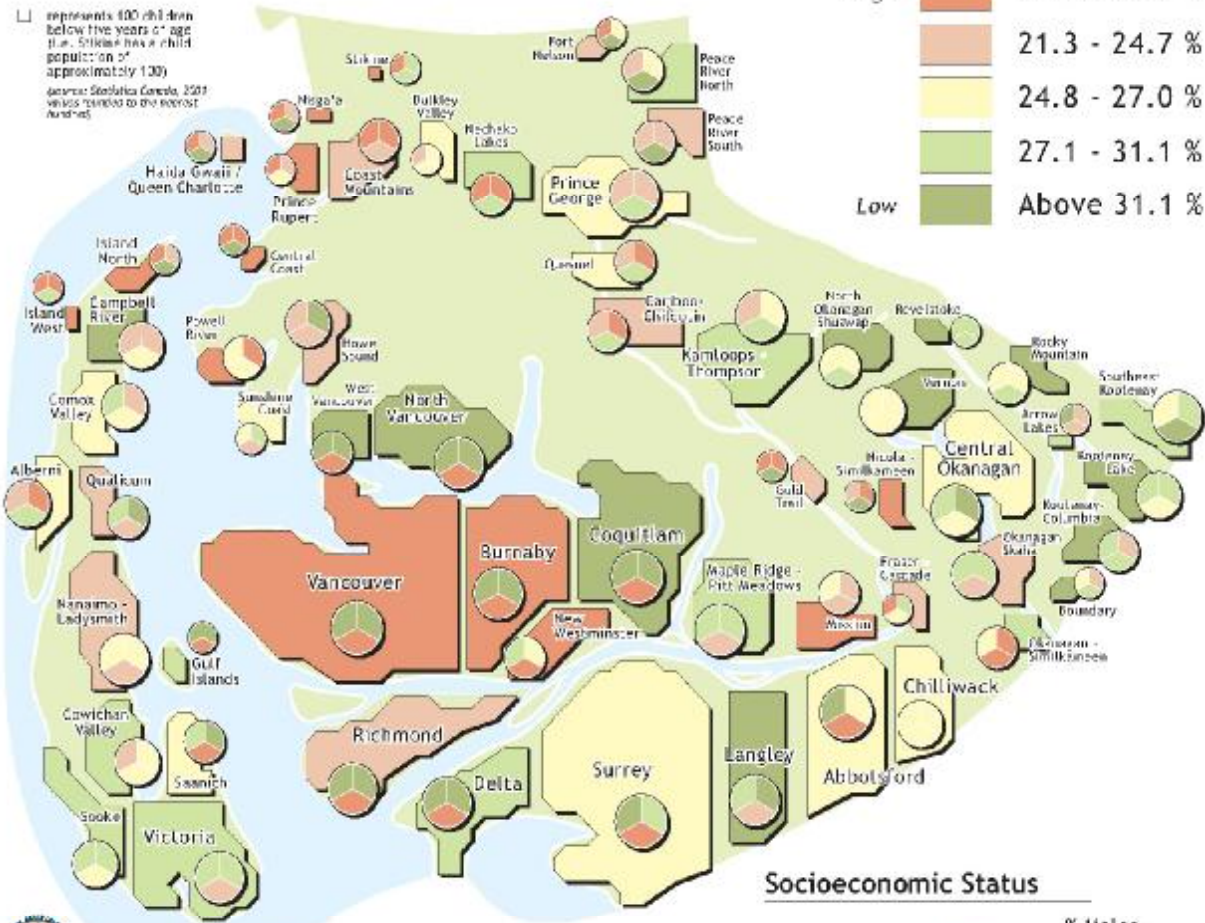 represents 100 children
below five years of age
(i.e. Stikine has a child
population of
approximately 100)
(source: Statistics Canada, 2001
values rounded to the nearest
hundred)
21.3 - 24.7 %
24.8 - 27.0 %
27.1 - 31.1 %
Low
Above 31.1 %
Fort
Nelson
Peace
River
North
Stikine
Nisga'a
Bulkley
Valley
Nechako
Lakes
Peace
River
South
Haida Gwaii /
Queen Charlotte
Coast
Mountains
Prince
Rupert
Prince
George
Island
North
Central
Coast
Quesnel
Island
West
Campbell
River
Powell
River
Howe
Sound
Cariboo-
Chilcotin
North
Okanagan
Shuswap
Revelstoke
Kamloops
Thompson
Rocky
Mountain
Comox
Valley
Sunshine
Coast
West
Vancouver
North
Vancouver
Vernon
Southeast
Kootenay
Arrow
Lakes
Alberni
Qualicum
Central
Okanagan
Nicola -
Similkameen
Gold
Trail
Kootenay
Lake
Kootenay-
Columbia
Coquitlam
Burnaby
Vancouver
Okanagan
Skaha
Maple Ridge -
Pitt Meadows
Fraser -
Cascade
Nanaimo -
Ladysmith
New
Westminster
Mission
Boundary
Okanagan -
Similkameen
Gulf
Islands
Chilliwack
Cowichan
Valley
Richmond
Saanich
Surrey
Langley
Abbotsford
Delta
Sooke
Victoria
Socioeconomic Status